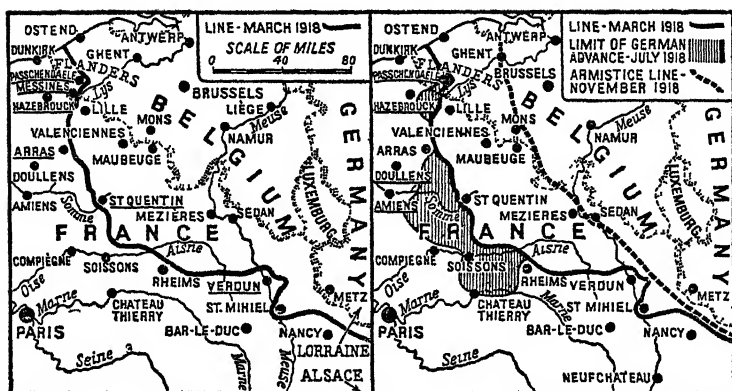 OSTEND
ANTWERP
DUNKIRK
GHENT
PASSCHENDAELE
FLANDERS
MESSINES
HAZEBROUCK
Lys
LILLE
BRUSSELS
LIÈGE
BELGIUM
GERMANY
VALENCIENNES
MONS
Meuse
NAMUR
ARRAS
MAUBEUGE
DOULLENS
AMIENS
Somme
ST QUENTIN
MEZIÈRES
SEDAN
LUXEMBURG
FRANCE
Aisne
COMPIÈGNE
SOISSONS
Oise
RHEIMS
VERDUN
METZ
Marne
CHATEAU
THIERRY
ST. MIHIEL
PARIS
BAR-LE-DUC
NANCY
LORRAINE
Seine
Marne
Meuse
ALSACE
LINE-MARCH 1918
SCALE OF MILES
0 40 80
OSTEND
ANTWERP
DUNKIRK
GHENT
PASSCHENDAELE
FLANDERS
MESSINES
HAZEBROUCK
Lys
LILLE
BRUSSELS
BELGIUM
GERMANY
VALENCIENNES
MONS
Meuse
NAMUR
ARRAS
MAUBEUGE
DOULLENS
AMIENS
Somme
ST QUENTIN
MEZIÈRES
SEDAN
LUXEMBURG
FRANCE
Aisne
COMPIÈGNE
SOISSONS
Oise
RHEIMS
VERDUN
METZ
Marne
CHATEAU
THIERRY
Marne
ST. MIHIEL
PARIS
BAR-LE-DUC
NANCY
Seine
Meuse
NEUFCHATEAU
LINE-MARCH 1918
LIMIT OF GERMAN
ADVANCE-JULY 1918
ARMISTICE LINE-
NOVEMBER 1918